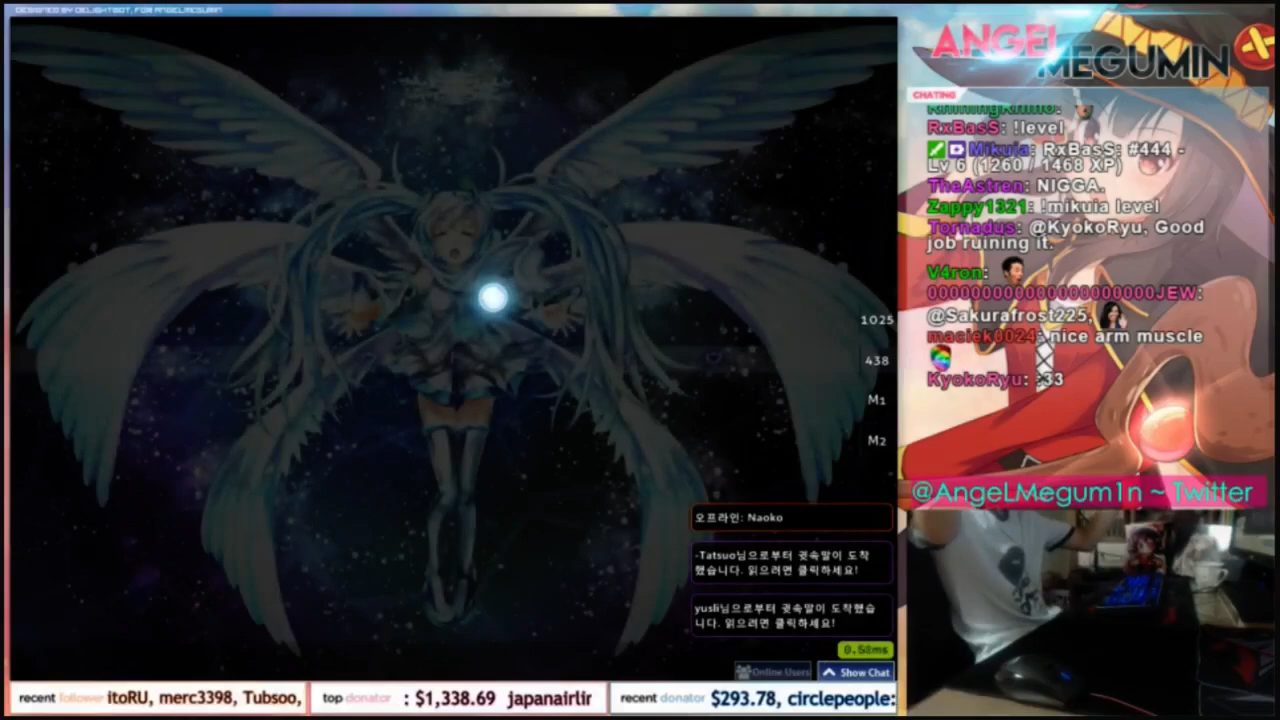 DESIGNED BY DELIGHTBOT, FOR ANGELMEGUMIN
ANGEL
MEGUMIN
CHATING
RxBasS: !level
Mikuia: RxBasS: #444 -
Lv 6 (1260 / 1468 XP)
TheAstren: NIGGA.
Zappy1321: !mikuia level
Tornadus: @KyokoRyu, Good
job ruining it.
V4ron:
@Sakurafrost225,
maciek0024: nice arm muscle
KyokoRyu: :33
@AngeLMegum1n ~ Twitter
1025
438
M1
M2
오프라인: Naoko
-Tatsuo님으로부터 귓속말이 도착
했습니다. 읽으려면 클릭하세요!
yusli님으로부터 귓속말이 도착했습
니다. 읽으려면 클릭하세요!
Online Users
Show Chat
recent follower itoRU, merc3398, Tubsoo,
top donator : $1,338.69 japanairlir
recent donator $293.78, circlepeople: